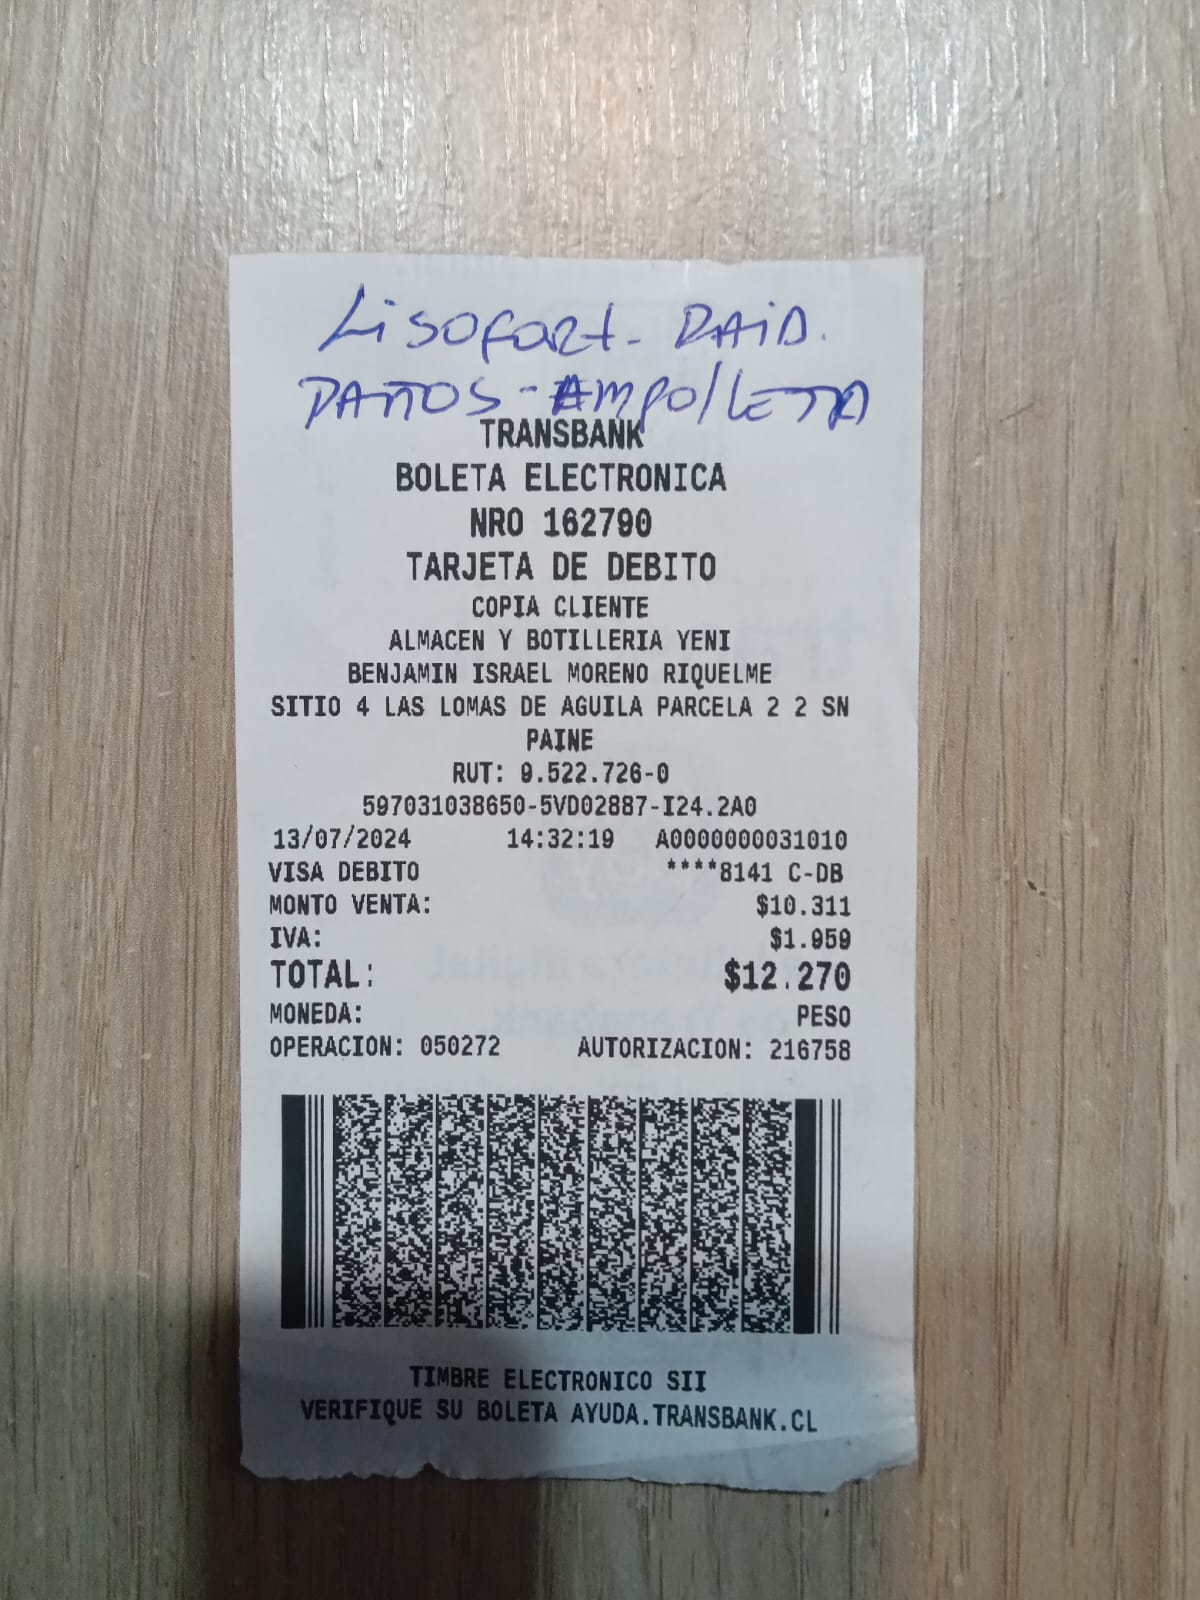 Lisofort - RAID.
PAÑOS - AMPOLLETA
TRANSBANK
BOLETA ELECTRONICA
NRO 162790
TARJETA DE DEBITO
COPIA CLIENTE
ALMACEN Y BOTILLERIA YENI
BENJAMIN ISRAEL MORENO RIQUELME
SITIO 4 LAS LOMAS DE AGUILA PARCELA 2 2 SN
PAINE
RUT: 9.522.726-0
597031038650-5VD02887-I24.2A0
13/07/2024 14:32:19 A0000000031010
VISA DEBITO ****8141 C-DB
MONTO VENTA: $10.311
IVA: $1.959
TOTAL: $12.270
MONEDA: PESO
OPERACION: 050272 AUTORIZACION: 216758
TIMBRE ELECTRONICO SII
VERIFIQUE SU BOLETA AYUDA.TRANSBANK.CL